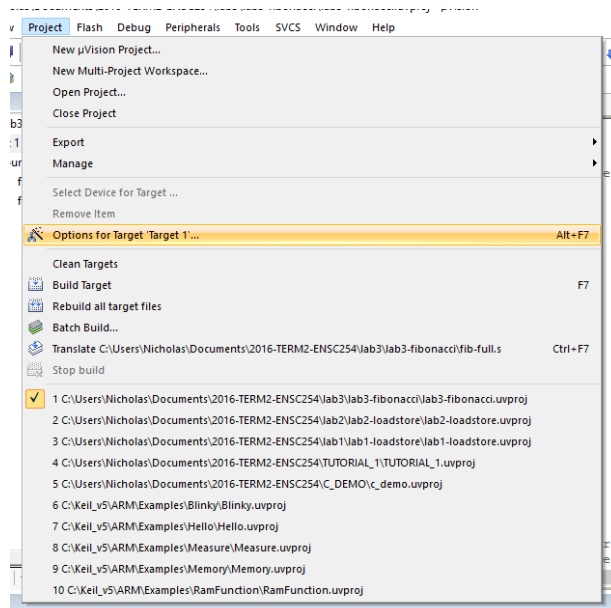 Project Flash Debug Peripherals Tools SVCS Window Help
New µVision Project...
New Multi-Project Workspace...
Open Project...
Close Project
Export
Manage
Select Device for Target ...
Remove Item
Options for Target 'Target 1'... Alt+F7
Clean Targets
Build Target F7
Rebuild all target files
Batch Build...
Translate C:\Users\Nicholas\Documents\2016-TERM2-ENSC254\lab3\lab3-fibonacci\fib-full.s Ctrl+F7
Stop build
1 C:\Users\Nicholas\Documents\2016-TERM2-ENSC254\lab3\lab3-fibonacci\lab3-fibonacci.uvproj
2 C:\Users\Nicholas\Documents\2016-TERM2-ENSC254\lab2\lab2-loadstore\lab2-loadstore.uvproj
3 C:\Users\Nicholas\Documents\2016-TERM2-ENSC254\lab1\lab1-loadstore\lab1-loadstore.uvproj
4 C:\Users\Nicholas\Documents\2016-TERM2-ENSC254\TUTORIAL_1\TUTORIAL_1.uvproj
5 C:\Users\Nicholas\Documents\2016-TERM2-ENSC254\C_DEMO\c_demo.uvproj
6 C:\Keil_v5\ARM\Examples\Blinky\Blinky.uvproj
7 C:\Keil_v5\ARM\Examples\Hello\Hello.uvproj
8 C:\Keil_v5\ARM\Examples\Measure\Measure.uvproj
9 C:\Keil_v5\ARM\Examples\Memory\Memory.uvproj
10 C:\Keil_v5\ARM\Examples\RamFunction\RamFunction.uvproj